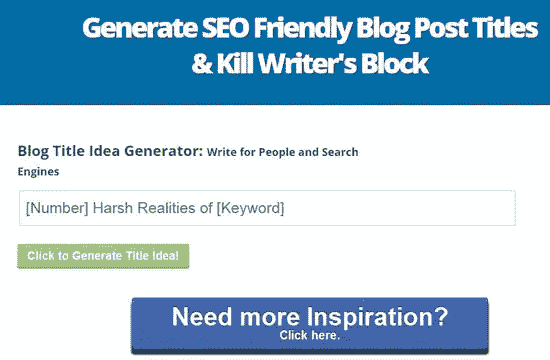 Generate SEO Friendly Blog Post Titles
& Kill Writer's Block
Blog Title Idea Generator: Write for People and Search
Engines
[Number] Harsh Realities of [Keyword]
Click to Generate Title Idea!
Need more Inspiration?
Click here.